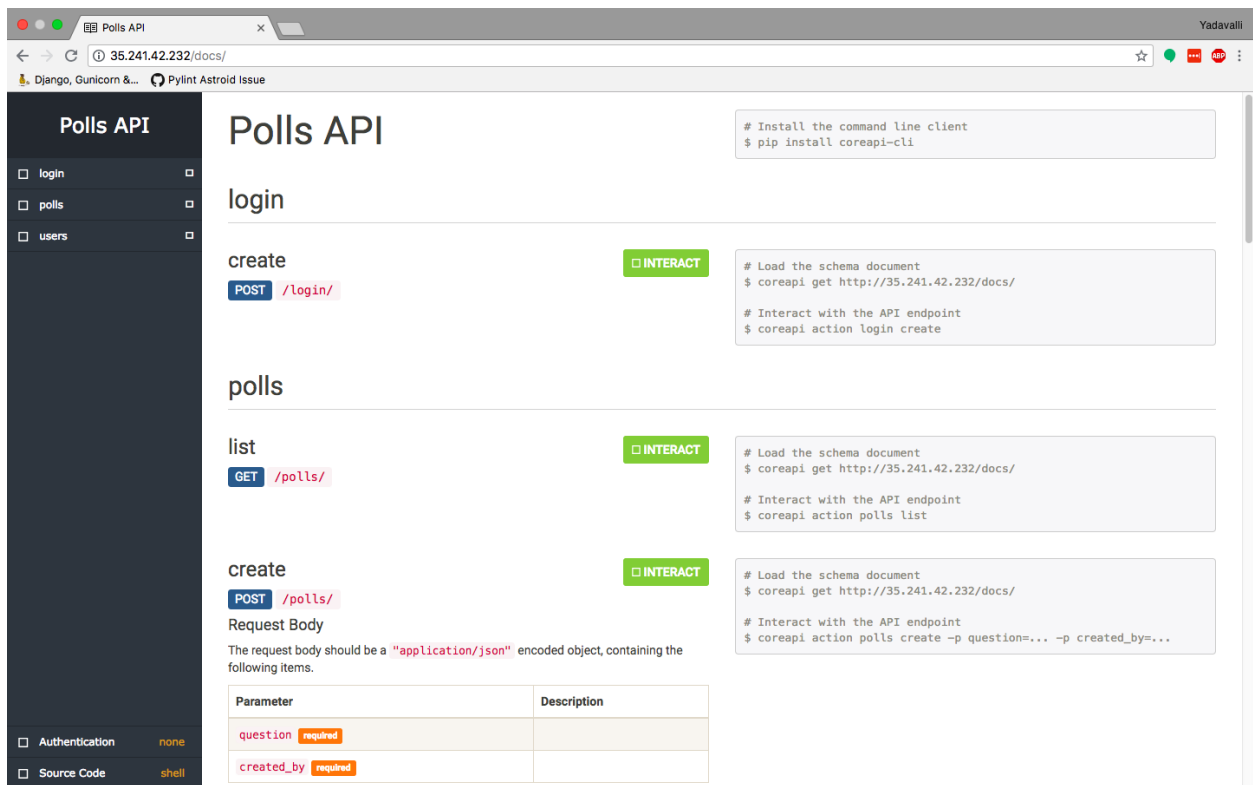 Polls API
Yadavalli
35.241.42.232/docs/
Django, Gunicorn &...
Pylint Astroid Issue
Polls API
login
polls
users
Authentication none
Source Code shell
Polls API
# Install the command line client
$ pip install coreapi-cli
login
create
INTERACT
POST /login/
# Load the schema document
$ coreapi get http://35.241.42.232/docs/
# Interact with the API endpoint
$ coreapi action login create
polls
list
INTERACT
GET /polls/
# Load the schema document
$ coreapi get http://35.241.42.232/docs/
# Interact with the API endpoint
$ coreapi action polls list
create
INTERACT
POST /polls/
# Load the schema document
$ coreapi get http://35.241.42.232/docs/
# Interact with the API endpoint
$ coreapi action polls create -p question=... -p created_by=...
Request Body
The request body should be a "application/json" encoded object, containing the
following items.
Parameter Description
question required
created_by required
ABP